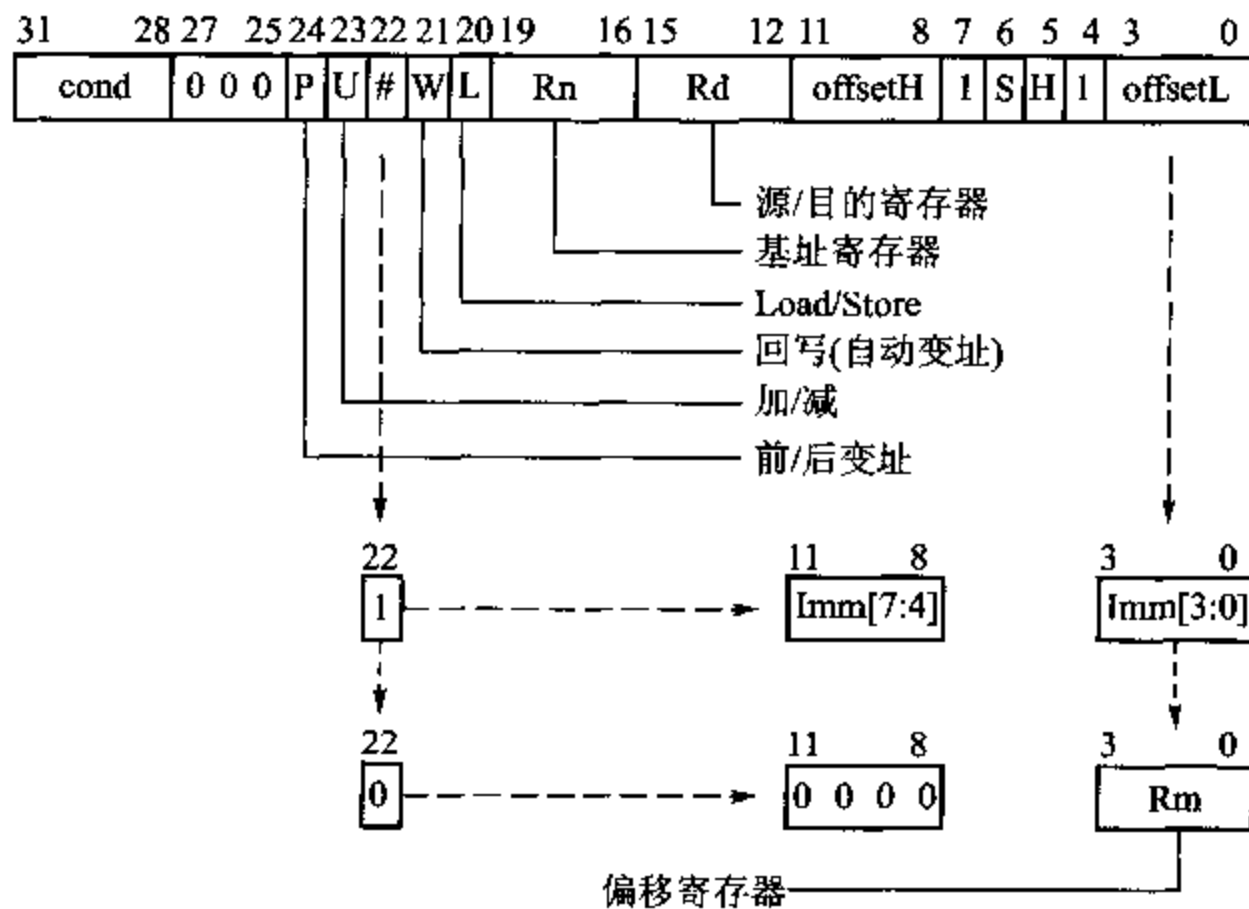 31 28 27 25 24 23 22 21 20 19 16 15 12 11 8 7 6 5 4 3 0
cond 0 0 0 P U # W L Rn Rd offsetH 1 S H 1 offsetL
源/目的寄存器
基址寄存器
Load/Store
回写(自动变址)
加/减
前/后变址
22 11 8 3 0
1 Imm[7:4] Imm[3:0]
22 11 8 3 0
0 0 0 0 0 Rm
偏移寄存器